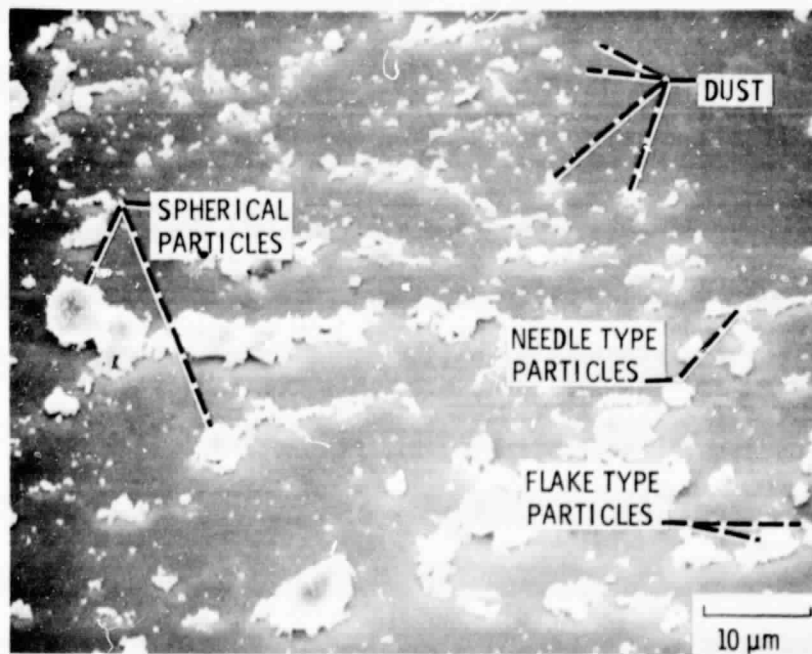 DUST
SPHERICAL
PARTICLES
NEEDLE TYPE
PARTICLES
FLAKE TYPE
PARTICLES
10 μm